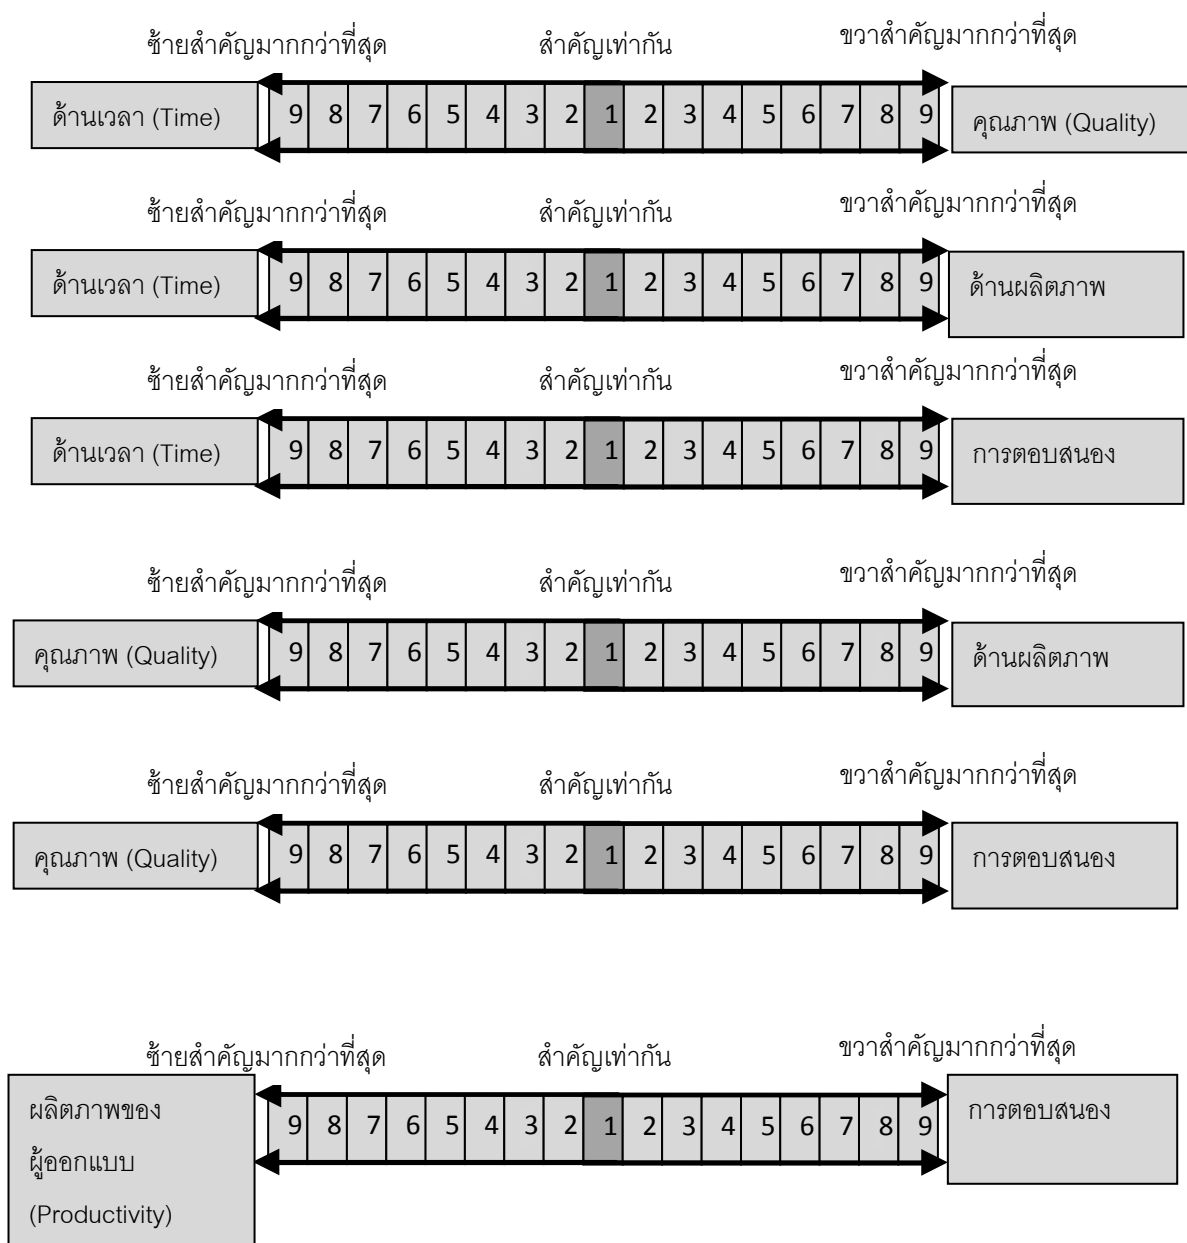 ซ้ายสำคัญมากกว่าที่สุด สำคัญเท่ากัน ขวาสำคัญมากกว่าที่สุด
ด้านเวลา (Time) 9 8 7 6 5 4 3 2 1 2 3 4 5 6 7 8 9 คุณภาพ (Quality)
ซ้ายสำคัญมากกว่าที่สุด สำคัญเท่ากัน ขวาสำคัญมากกว่าที่สุด
ด้านเวลา (Time) 9 8 7 6 5 4 3 2 1 2 3 4 5 6 7 8 9 ด้านผลิตภาพ
ซ้ายสำคัญมากกว่าที่สุด สำคัญเท่ากัน ขวาสำคัญมากกว่าที่สุด
ด้านเวลา (Time) 9 8 7 6 5 4 3 2 1 2 3 4 5 6 7 8 9 การตอบสนอง
ซ้ายสำคัญมากกว่าที่สุด สำคัญเท่ากัน ขวาสำคัญมากกว่าที่สุด
คุณภาพ (Quality) 9 8 7 6 5 4 3 2 1 2 3 4 5 6 7 8 9 ด้านผลิตภาพ
ซ้ายสำคัญมากกว่าที่สุด สำคัญเท่ากัน ขวาสำคัญมากกว่าที่สุด
คุณภาพ (Quality) 9 8 7 6 5 4 3 2 1 2 3 4 5 6 7 8 9 การตอบสนอง
ซ้ายสำคัญมากกว่าที่สุด สำคัญเท่ากัน ขวาสำคัญมากกว่าที่สุด
ผลิตภาพของ 9 8 7 6 5 4 3 2 1 2 3 4 5 6 7 8 9 การตอบสนอง
ผู้ออกแบบ
(Productivity)